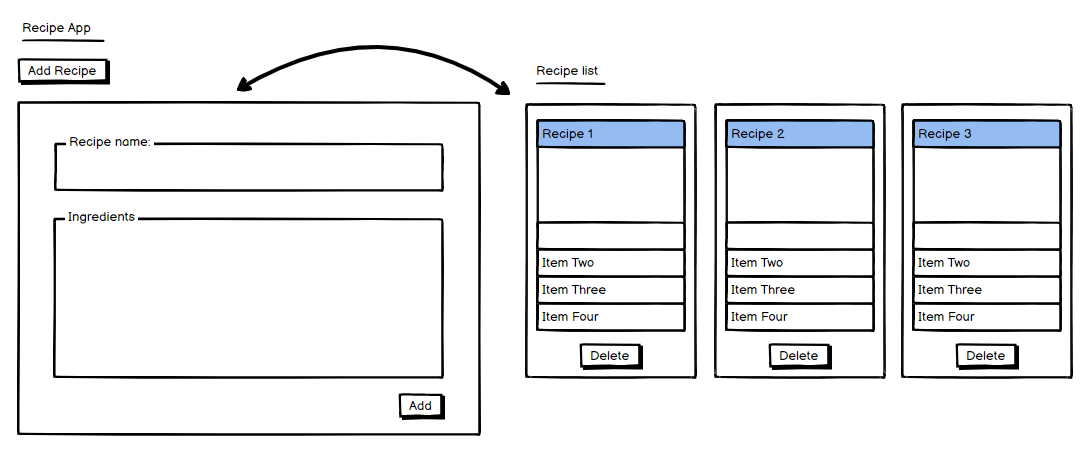 Recipe App
Add Recipe
Recipe name:
Ingredients
Add
Recipe list
Recipe 1
Item Two
Item Three
Item Four
Delete
Recipe 2
Item Two
Item Three
Item Four
Delete
Recipe 3
Item Two
Item Three
Item Four
Delete